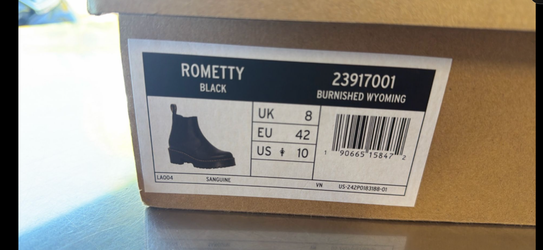 ROMETTY
BLACK
23917001
BURNISHED WYOMING
UK 8
EU 42
US 10
1 90665 15847 2
LA004
SANGUINE
VN
US-24ZP0183188-01